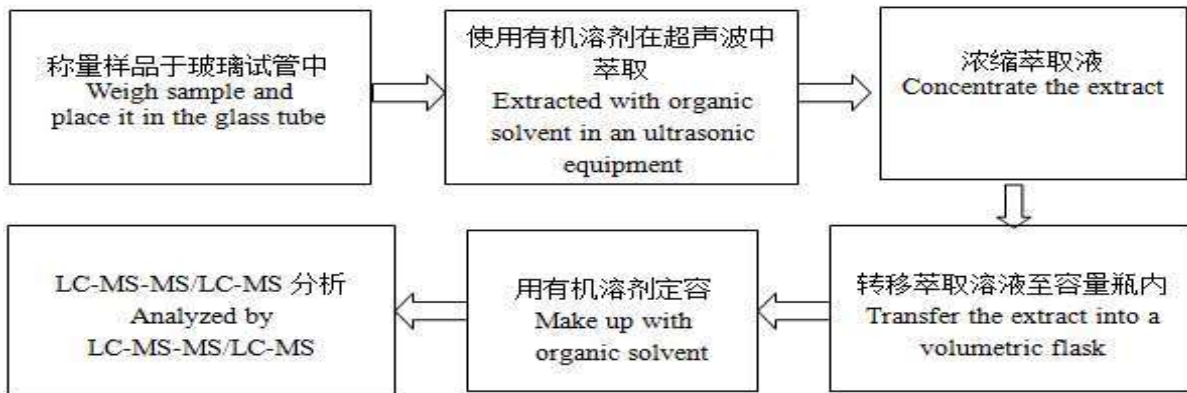 称量样品于玻璃试管中
Weigh sample and
place it in the glass tube
使用有机溶剂在超声波中
萃取
Extracted with organic
solvent in an ultrasonic
equipment
浓缩萃取液
Concentrate the extract
转移萃取溶液至容量瓶内
Transfer the extract into a
volumetric flask
用有机溶剂定容
Make up with
organic solvent
LC-MS-MS/LC-MS 分析
Analyzed by
LC-MS-MS/LC-MS